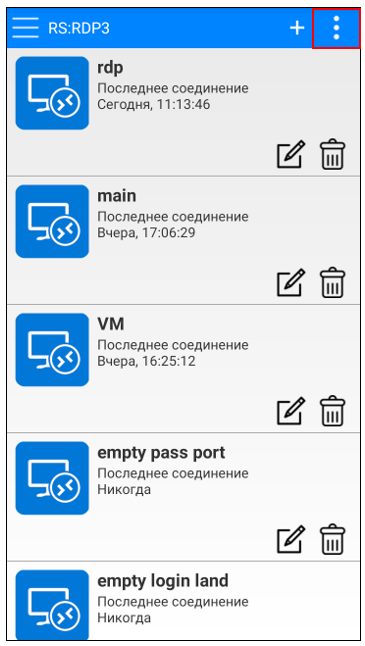 RS:RDP3
rdp
Последнее соединение
Сегодня, 11:13:46
main
Последнее соединение
Вчера, 17:06:29
VM
Последнее соединение
Вчера, 16:25:12
empty pass port
Последнее соединение
Никогда
empty login land
Последнее соединение
Никогда